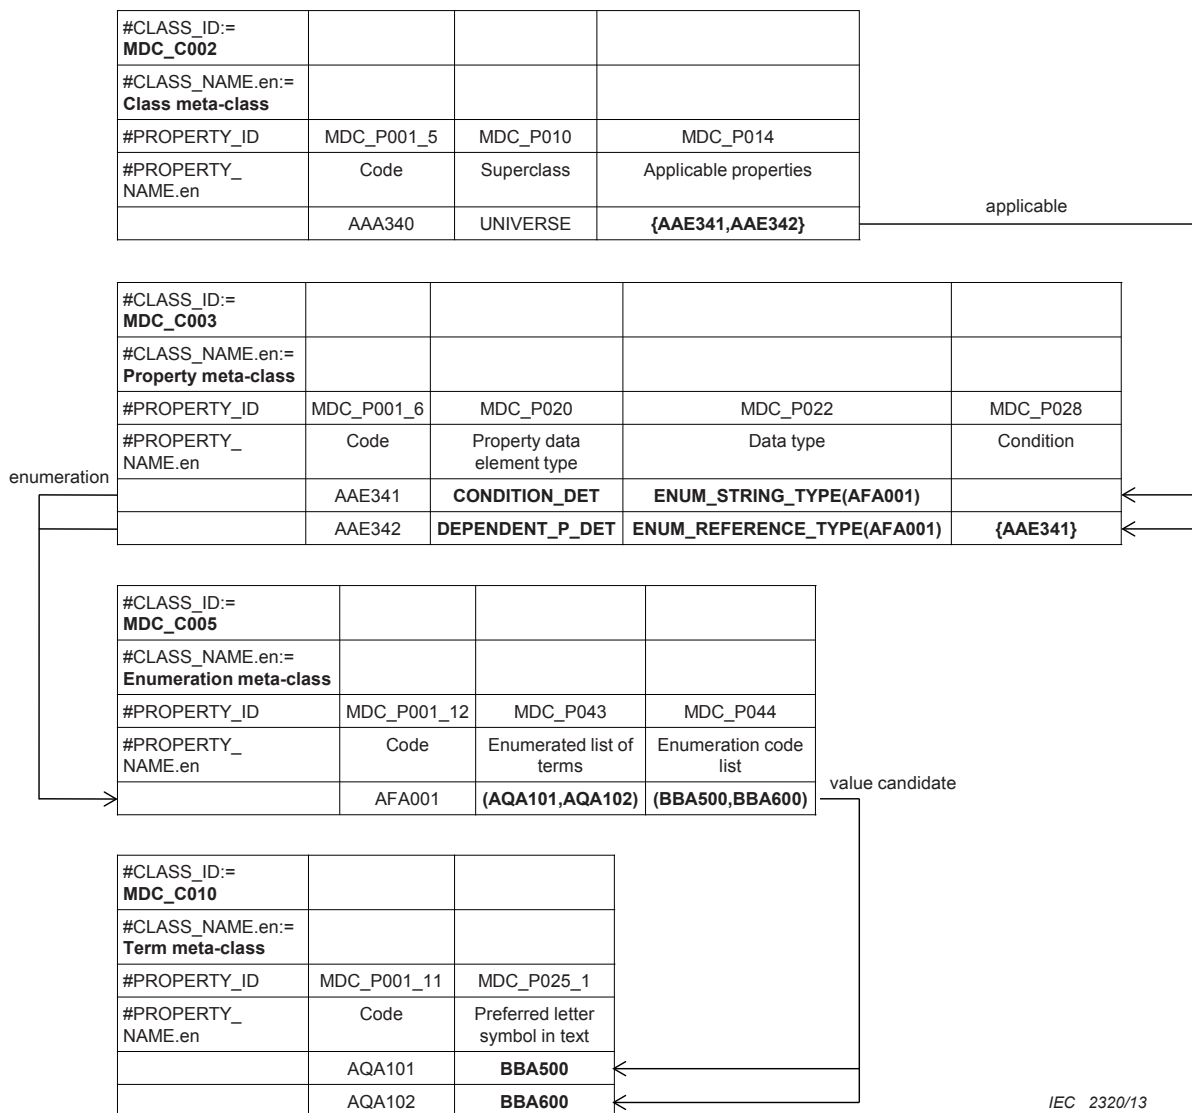 #CLASS_ID:=
MDC_C002
#CLASS_NAME.en:=
Class meta-class
#PROPERTY_ID MDC_P001_5 MDC_P010 MDC_P014
#PROPERTY_ Code Superclass Applicable properties
NAME.en
AAA340 UNIVERSE {AAE341,AAE342}
applicable
#CLASS_ID:=
MDC_C003
#CLASS_NAME.en:=
Property meta-class
#PROPERTY_ID MDC_P001_6 MDC_P020 MDC_P022 MDC_P028
#PROPERTY_ Code Property data Data type Condition
NAME.en element type
enumeration
AAE341 CONDITION_DET ENUM_STRING_TYPE(AFA001)
AAE342 DEPENDENT_P_DET ENUM_REFERENCE_TYPE(AFA001) {AAE341}
#CLASS_ID:=
MDC_C005
#CLASS_NAME.en:=
Enumeration meta-class
#PROPERTY_ID MDC_P001_12 MDC_P043 MDC_P044
#PROPERTY_ Code Enumerated list of Enumeration code
NAME.en terms list
AFA001 (AQA101,AQA102) (BBA500,BBA600)
value candidate
#CLASS_ID:=
MDC_C010
#CLASS_NAME.en:=
Term meta-class
#PROPERTY_ID MDC_P001_11 MDC_P025_1
#PROPERTY_ Code Preferred letter
NAME.en symbol in text
AQA101 BBA500
AQA102 BBA600
IEC 2320/13